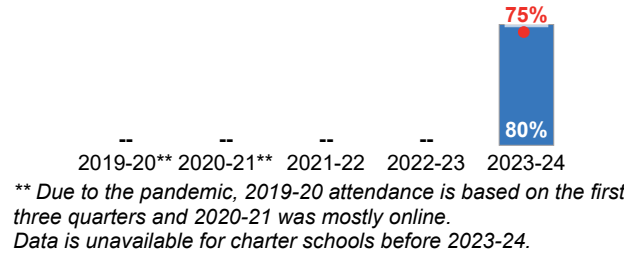 75%
80%
-- -- -- --
2019-20** 2020-21** 2021-22 2022-23 2023-24
** Due to the pandemic, 2019-20 attendance is based on the first
three quarters and 2020-21 was mostly online.
Data is unavailable for charter schools before 2023-24.